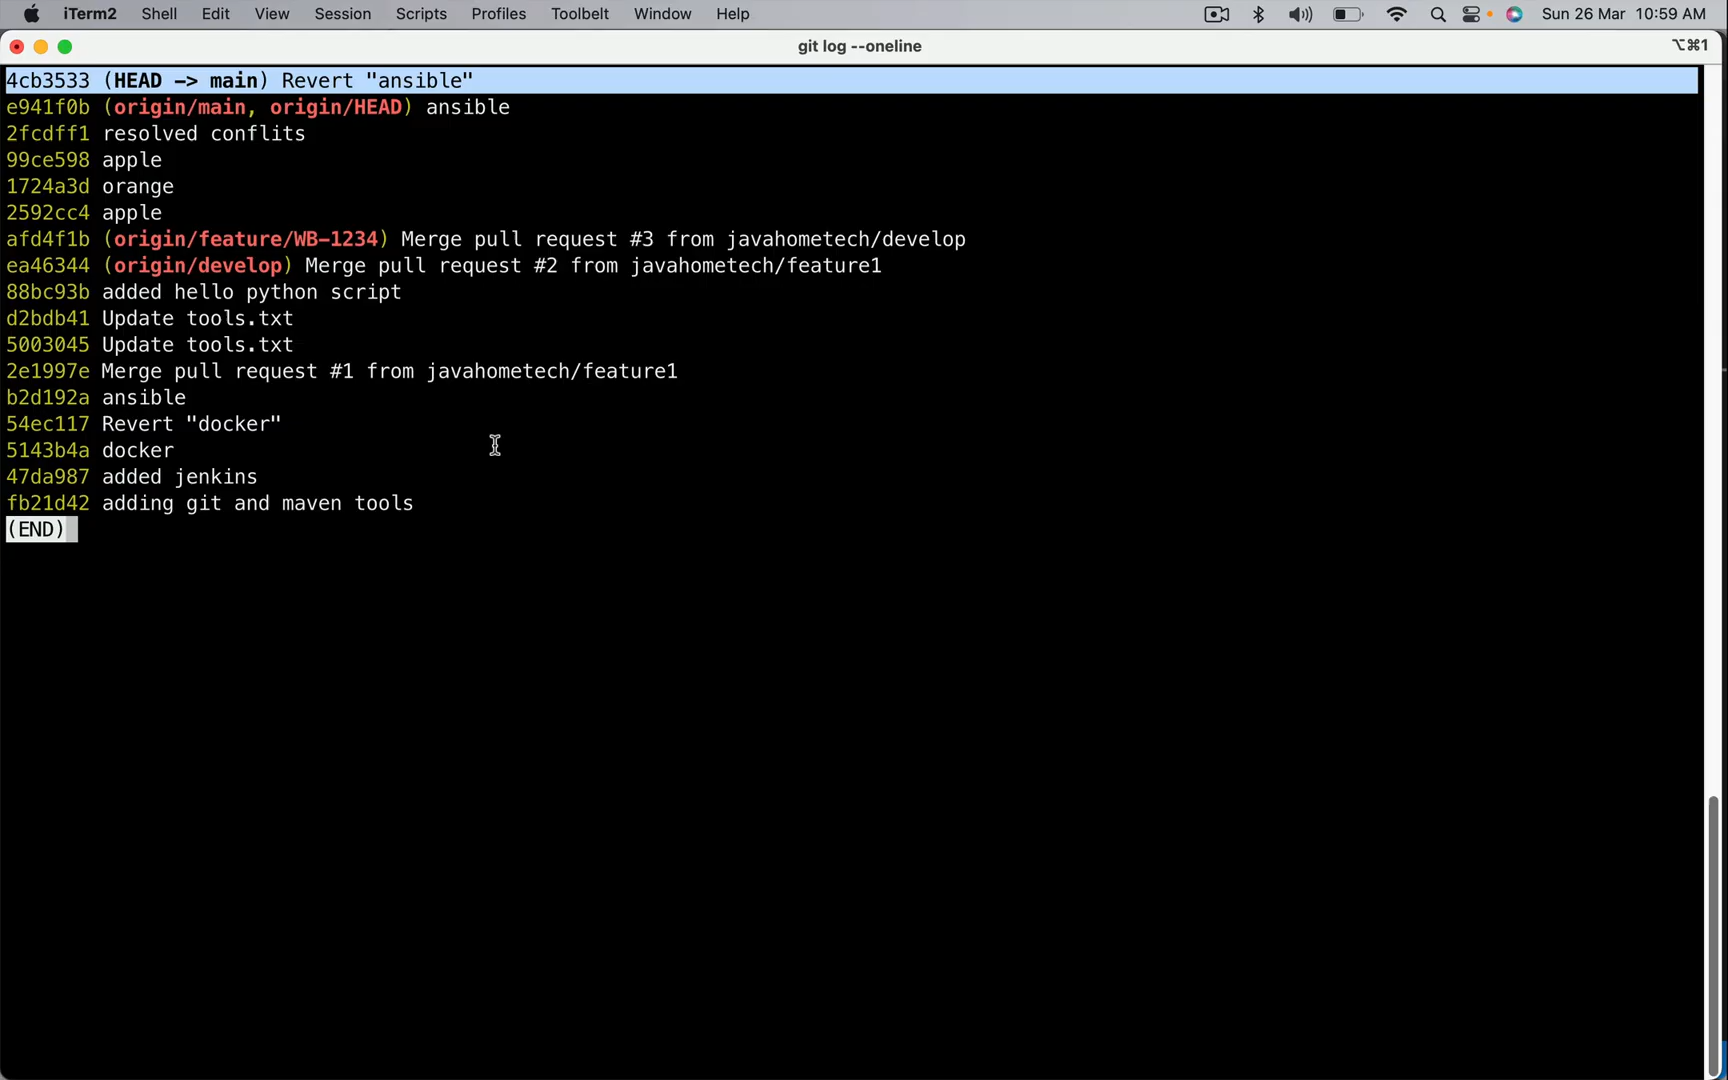 iTerm2 Shell Edit View Session Scripts Profiles Toolbelt Window Help Sun 26 Mar 10:59 AM
git log --oneline ⌥⌘1
4cb3533 (HEAD -> main) Revert "ansible"
e941f0b (origin/main, origin/HEAD) ansible
2fcdff1 resolved conflits
99ce598 apple
1724a3d orange
2592cc4 apple
afd4f1b (origin/feature/WB-1234) Merge pull request #3 from javahometech/develop
ea46344 (origin/develop) Merge pull request #2 from javahometech/feature1
88bc93b added hello python script
d2bdb41 Update tools.txt
5003045 Update tools.txt
2e1997e Merge pull request #1 from javahometech/feature1
b2d192a ansible
54ec117 Revert "docker"
5143b4a docker
47da987 added jenkins
fb21d42 adding git and maven tools
(END)